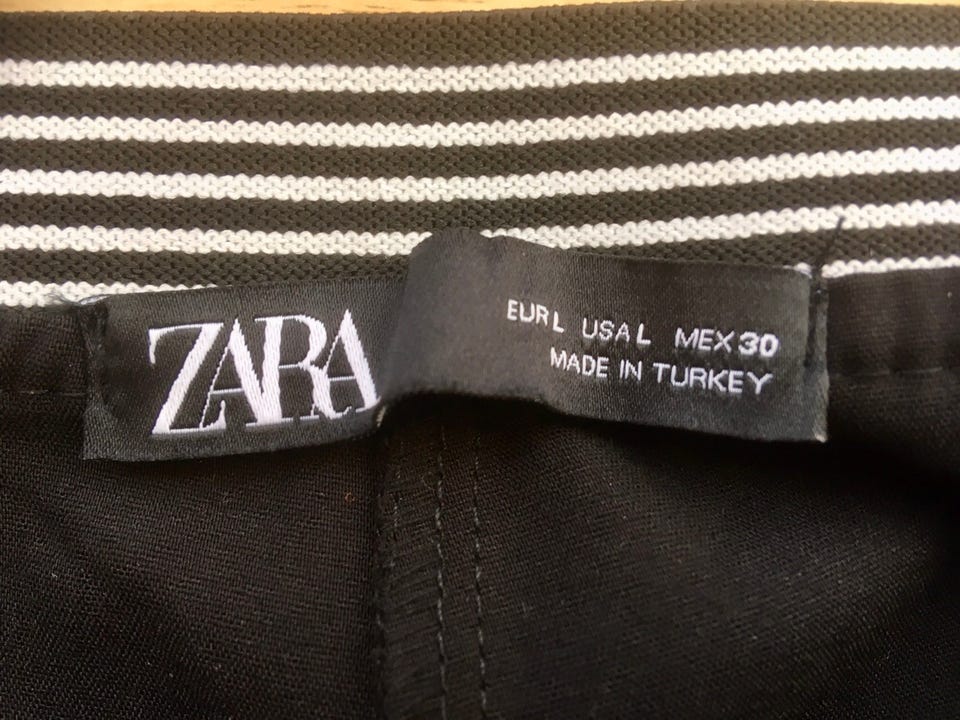 ZARA
EUR L USA L MEX 30
MADE IN TURKEY